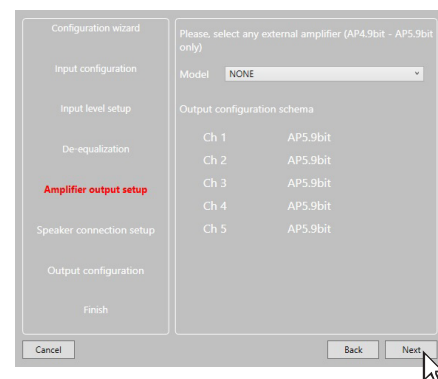 Configuration wizard
Input configuration
Input level setup
De-equalization
Amplifier output setup
Speaker connection setup
Output configuration
Finish
Please, select any external amplifier (AP4.9bit - AP5.9bit
only)
Model NONE
Output configuration schema
Ch 1 AP5.9bit
Ch 2 AP5.9bit
Ch 3 AP5.9bit
Ch 4 AP5.9bit
Ch 5 AP5.9bit
Cancel Back Next